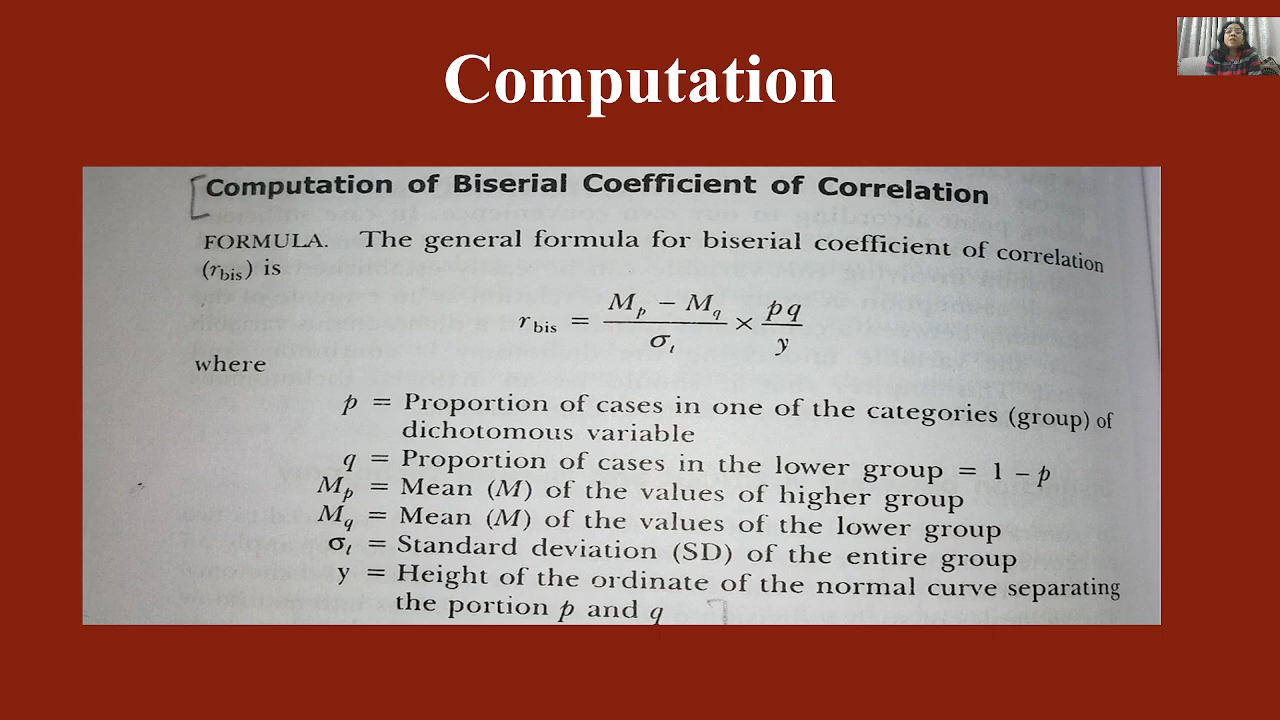 Computation
Computation of Biserial Coefficient of Correlation
FORMULA. The general formula for biserial coefficient of correlation
(r_bis) is
r_bis = (M_p − M_q) / σ_t × pq / y
where
p = Proportion of cases in one of the categories (group) of
dichotomous variable
q = Proportion of cases in the lower group = 1 − p
M_p = Mean (M) of the values of higher group
M_q = Mean (M) of the values of the lower group
σ_t = Standard deviation (SD) of the entire group
y = Height of the ordinate of the normal curve separating
the portion p and q